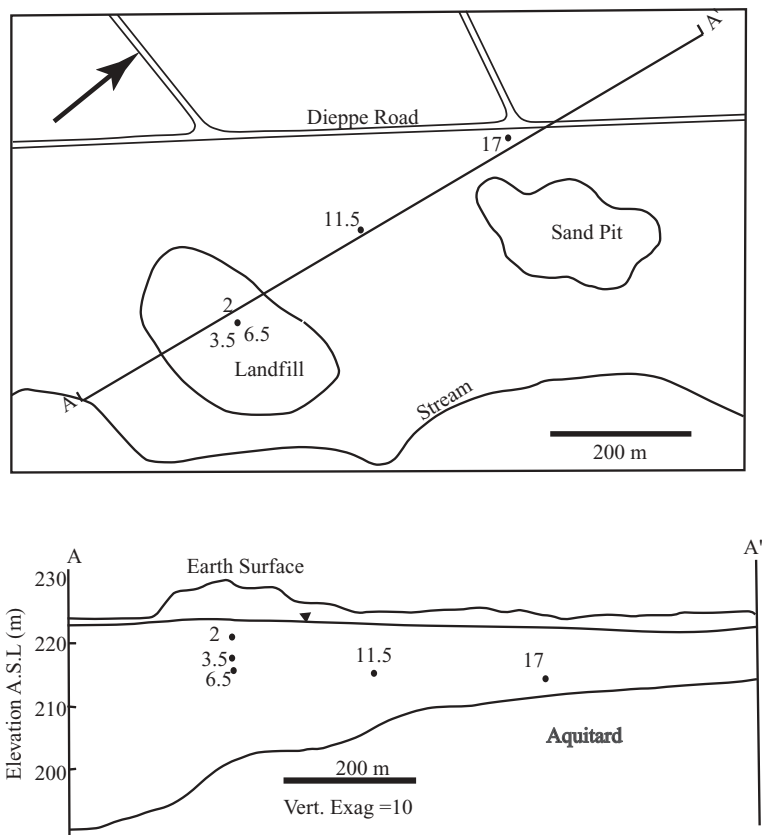 A'
Dieppe Road
17
11.5
Sand Pit
2
3.5 6.5
Landfill
A
Stream
200 m
A
A'
Earth Surface
230
220
210
200
Elevation A.S.L (m)
2
3.5
6.5
11.5
17
Aquitard
200 m
Vert. Exag =10